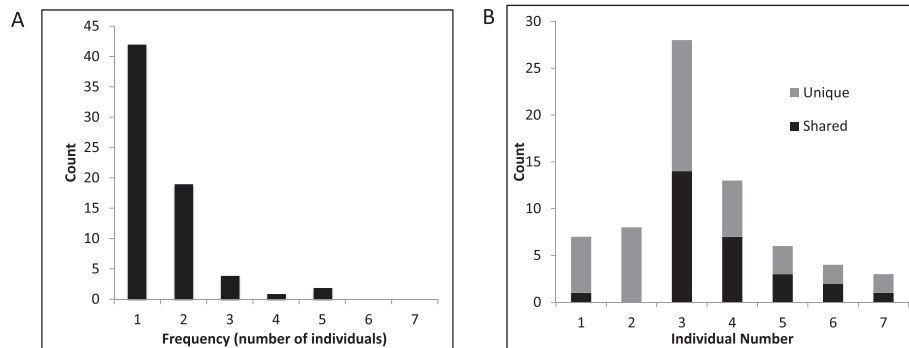 A
45
40
35
30
25
20
15
10
5
0
Count
1 2 3 4 5 6 7
Frequency (number of individuals)
B
30
25
20
15
10
5
0
Count
Unique
Shared
1 2 3 4 5 6 7
Individual Number